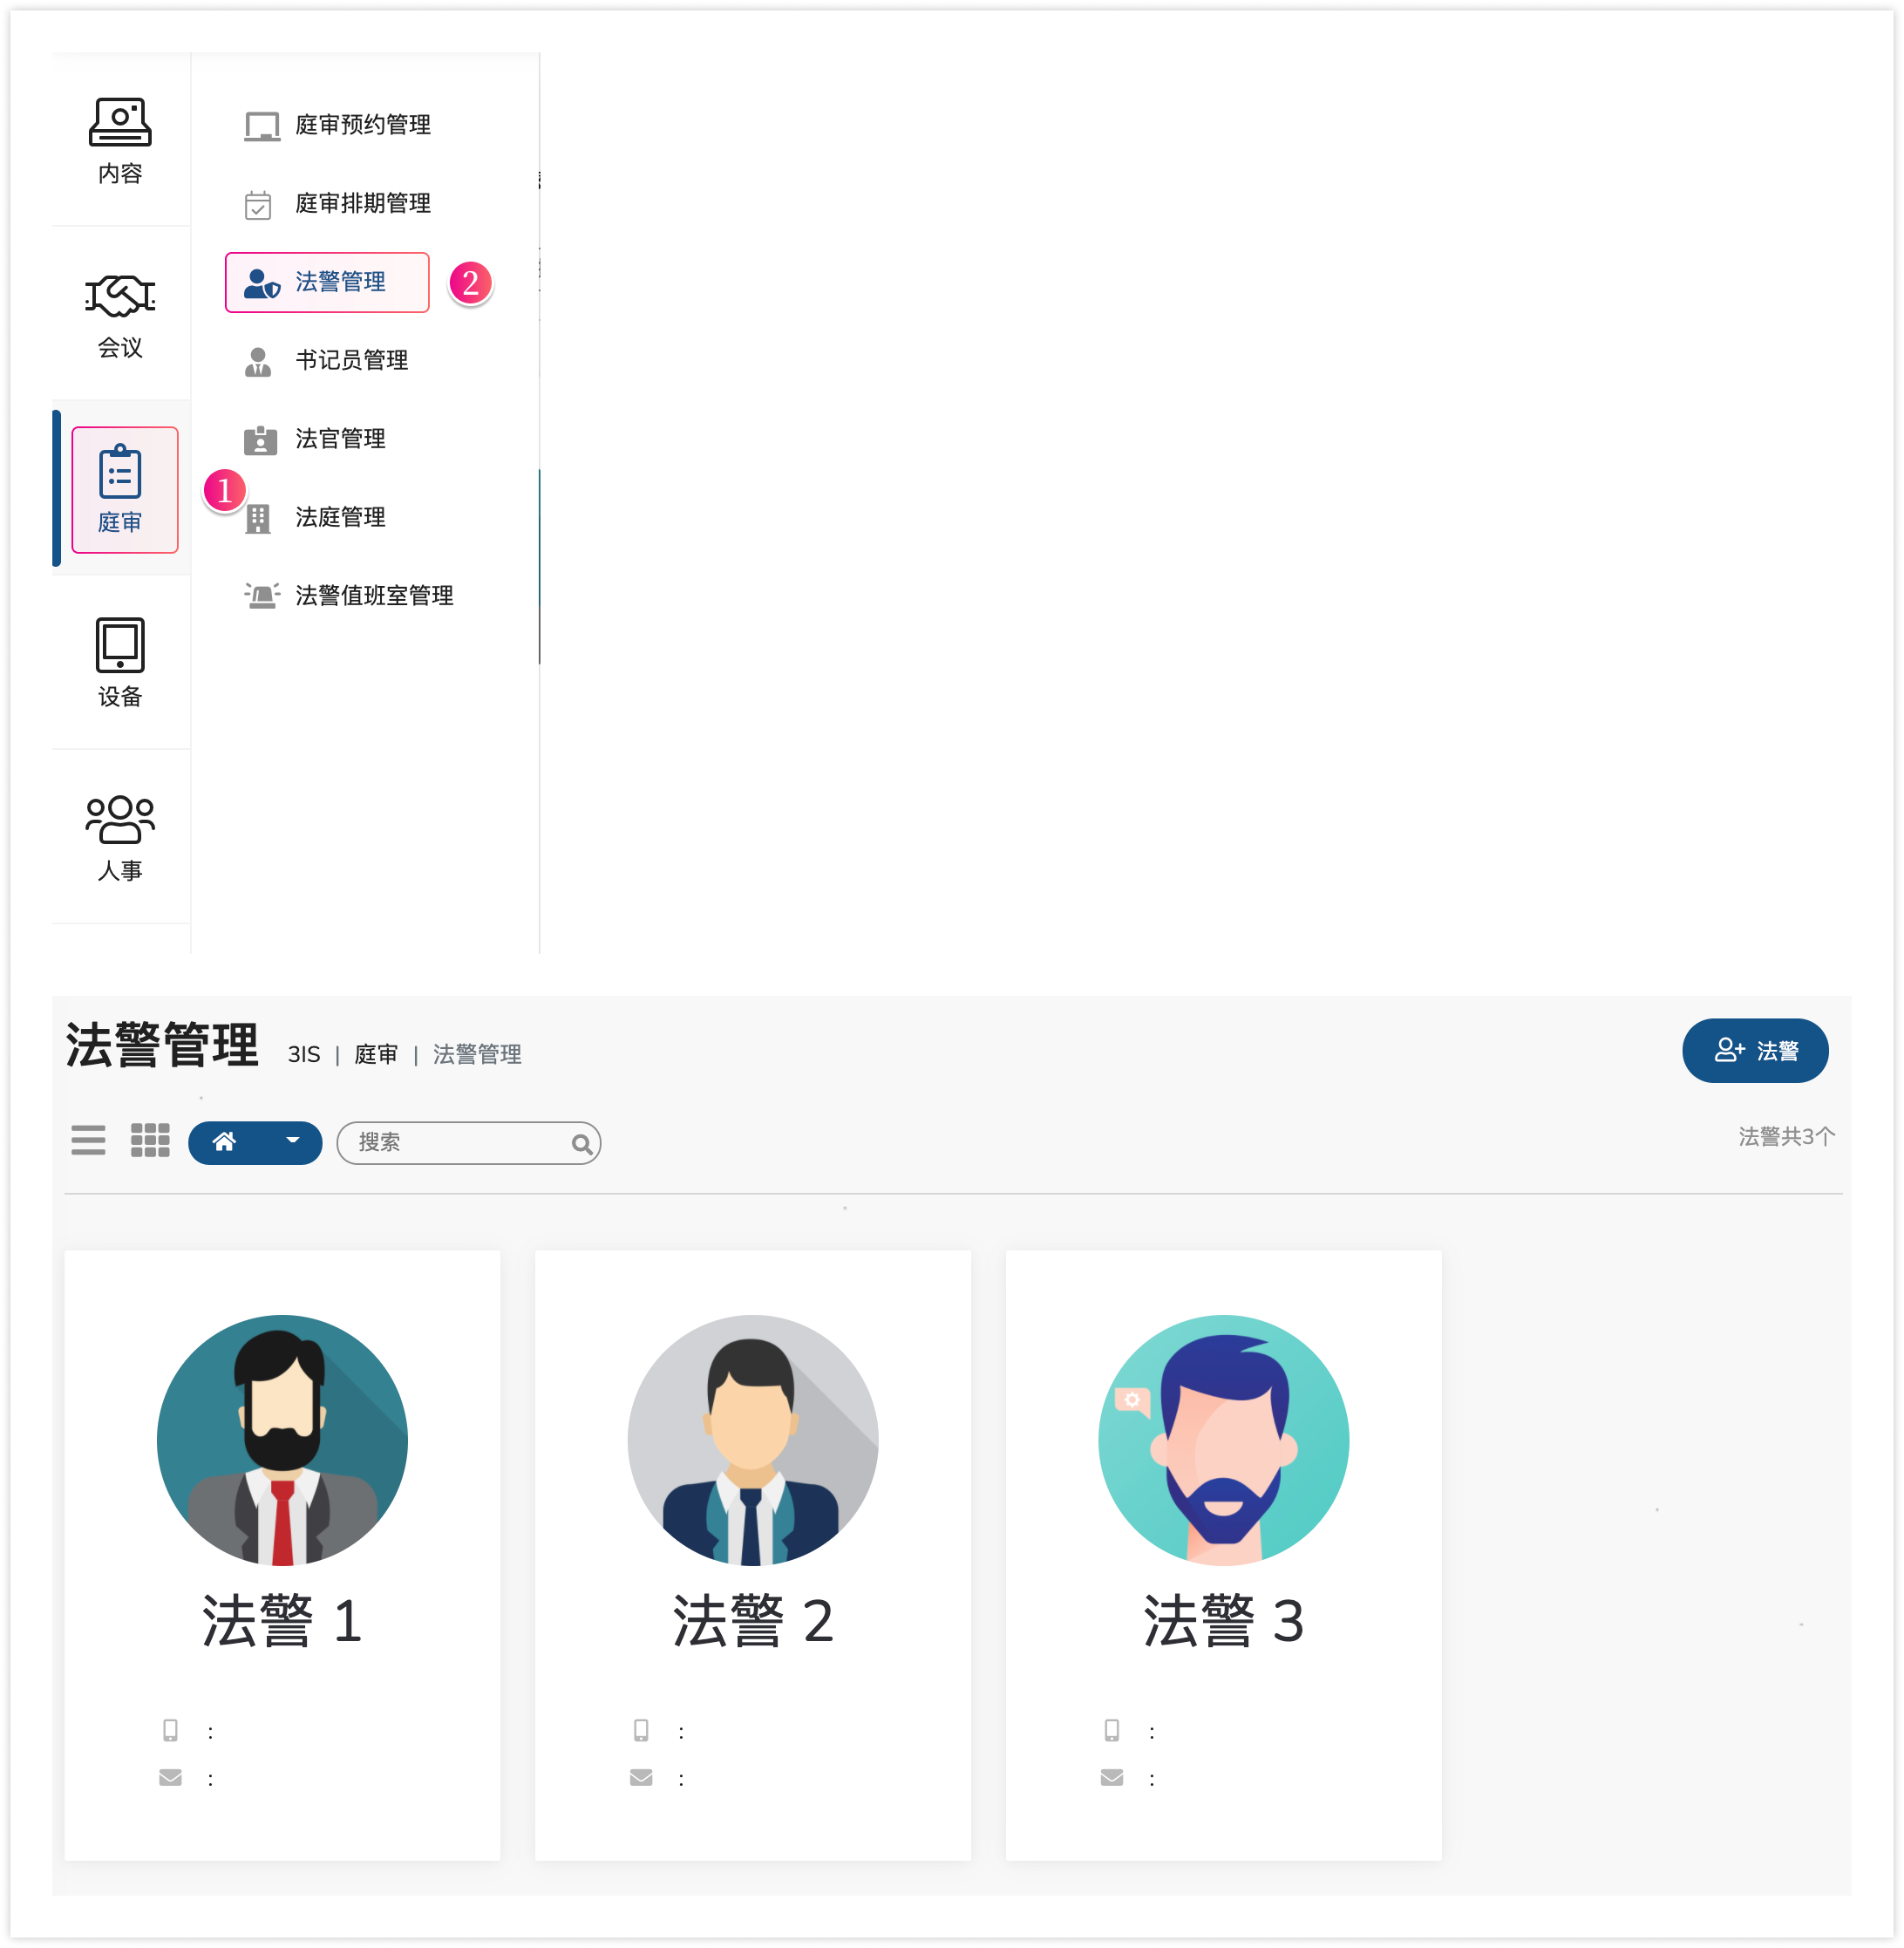 内容
会议
庭审
设备
人事
庭审预约管理
庭审排期管理
法警管理
2
书记员管理
法官管理
1
法庭管理
法警值班室管理
法警管理 3IS | 庭审 | 法警管理
法警
搜索
法警共3个
法警 1
:
:
法警 2
:
:
法警 3
:
: